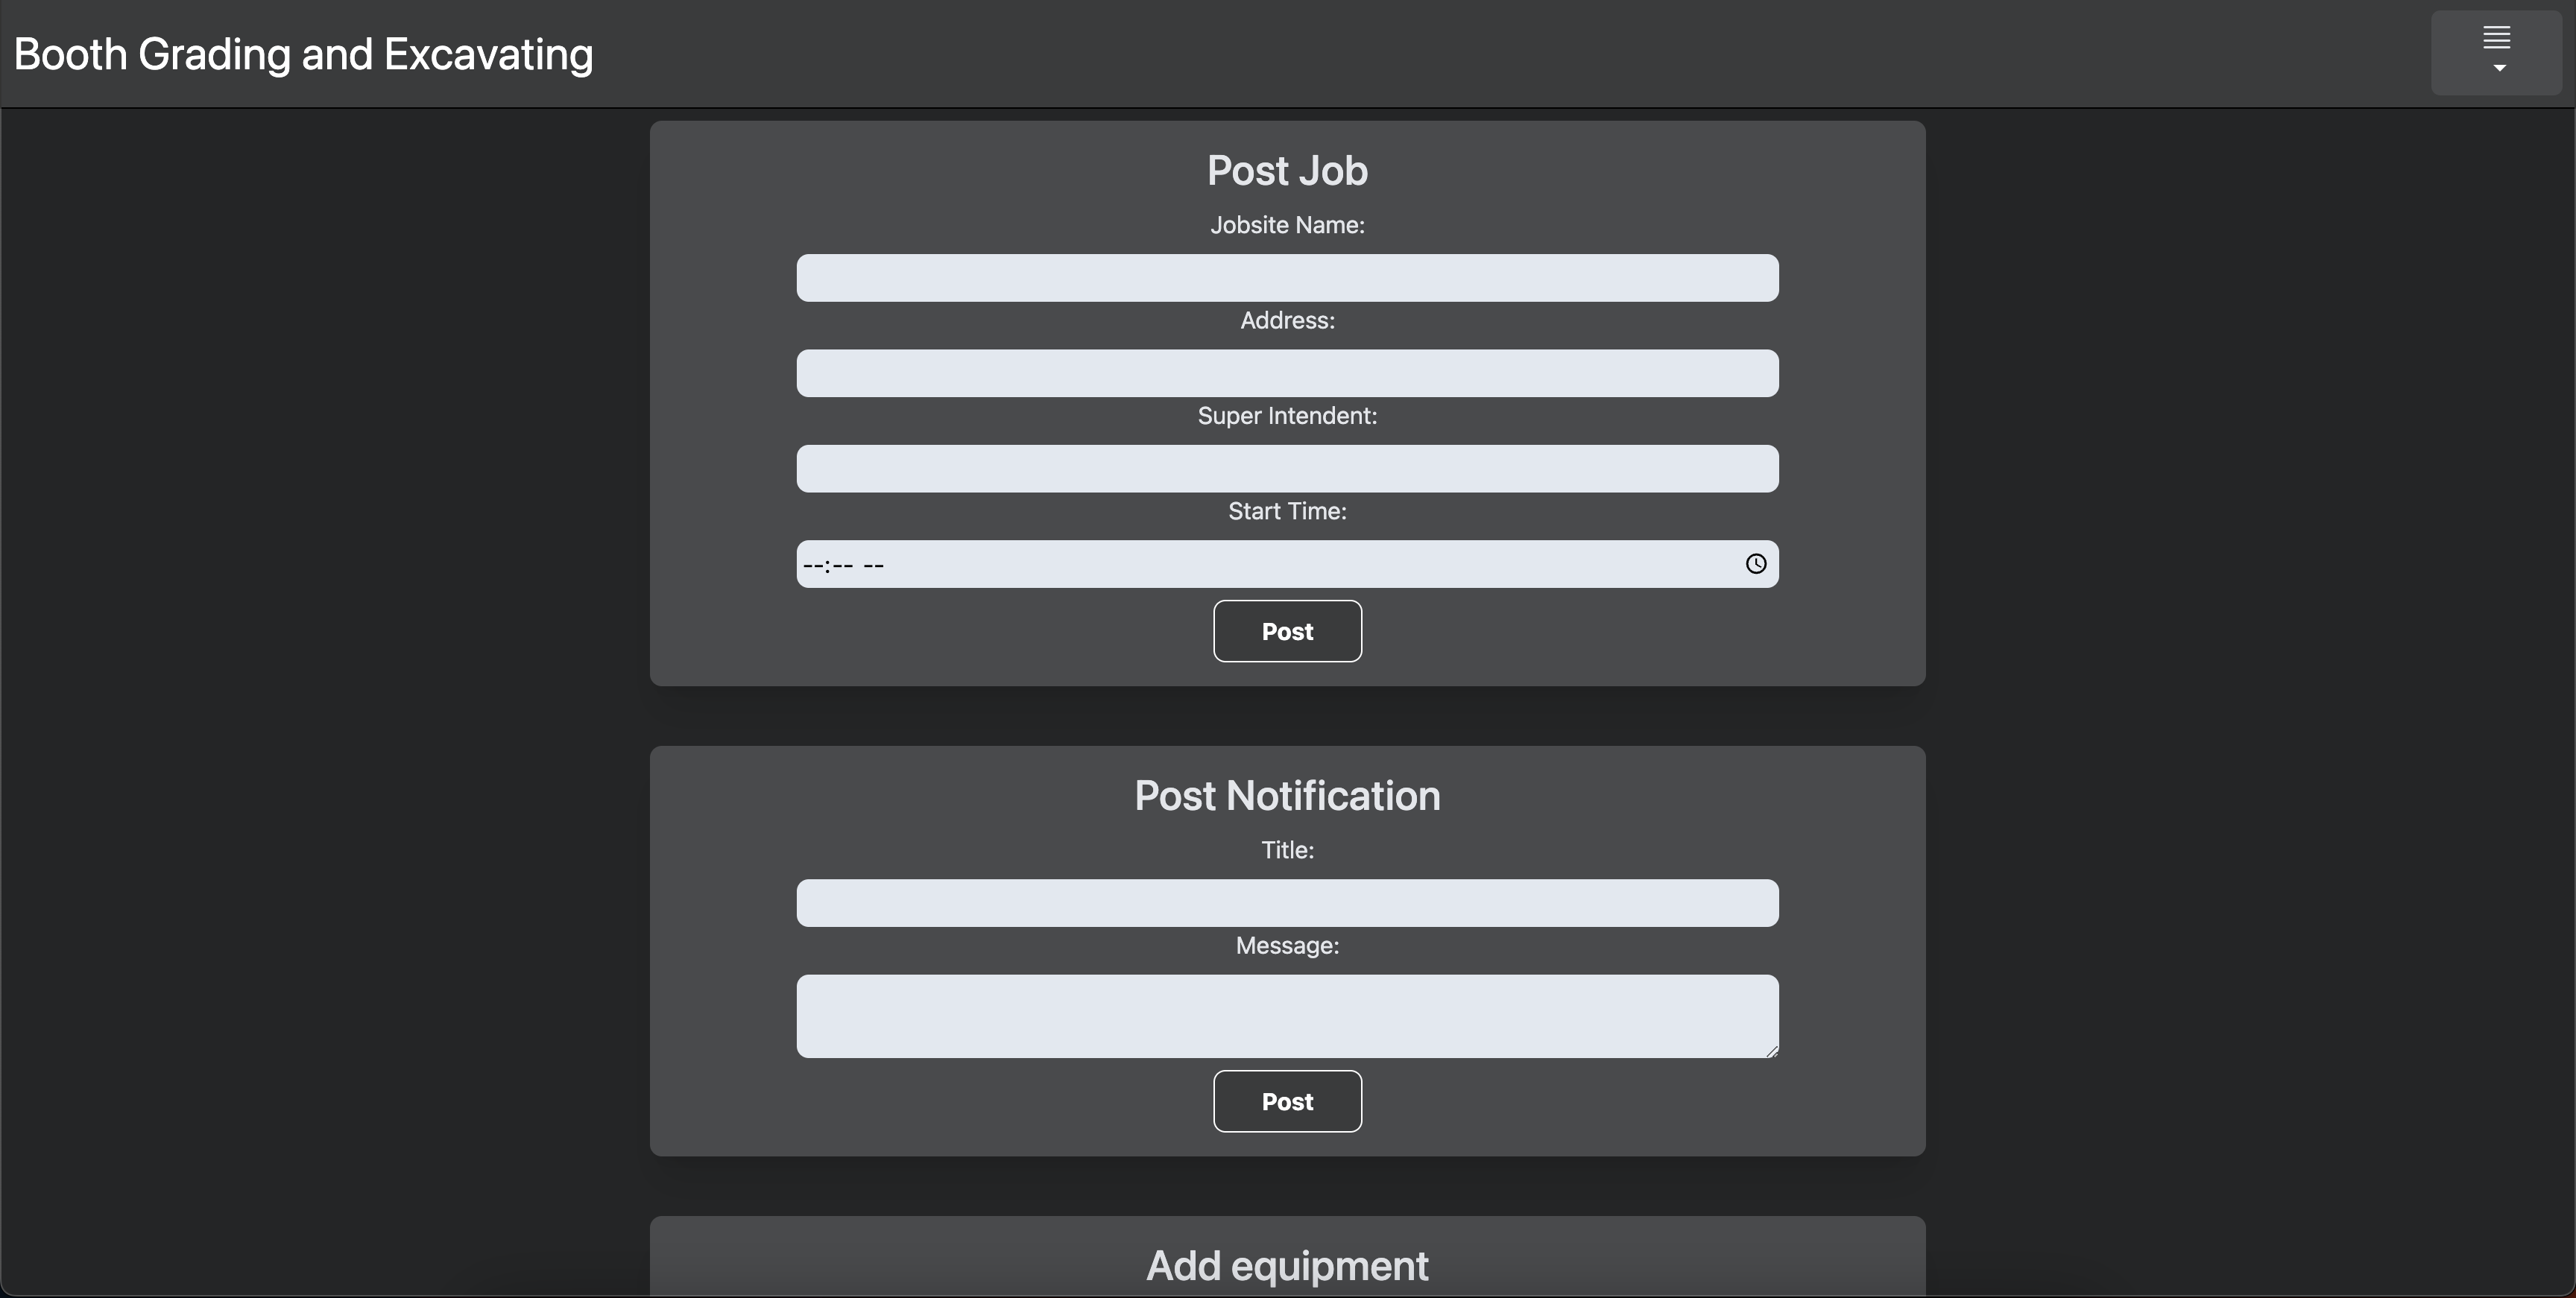 Booth Grading and Excavating
Post Job
Jobsite Name:
Address:
Super Intendent:
Start Time:
--:-- --
Post
Post Notification
Title:
Message:
Post
Add equipment